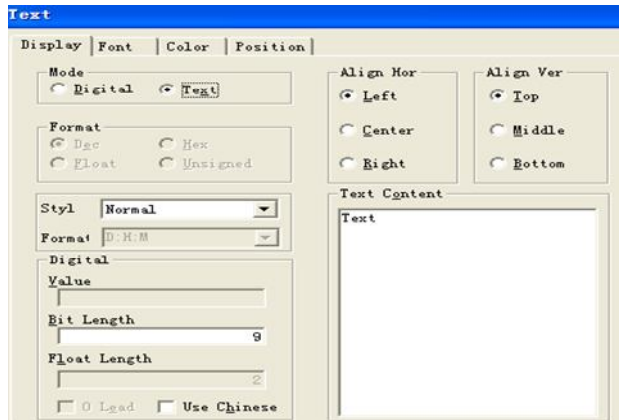 Text
Display Font Color Position
Mode
Digital Text
Format
Dec Hex
Float Unsigned
Styl Normal
Format D:H:M
Digital
Value
Bit Length
9
Float Length
2
0 Lead Use Chinese
Align Hor
Left
Center
Right
Align Ver
Top
Middle
Bottom
Text Content
Text